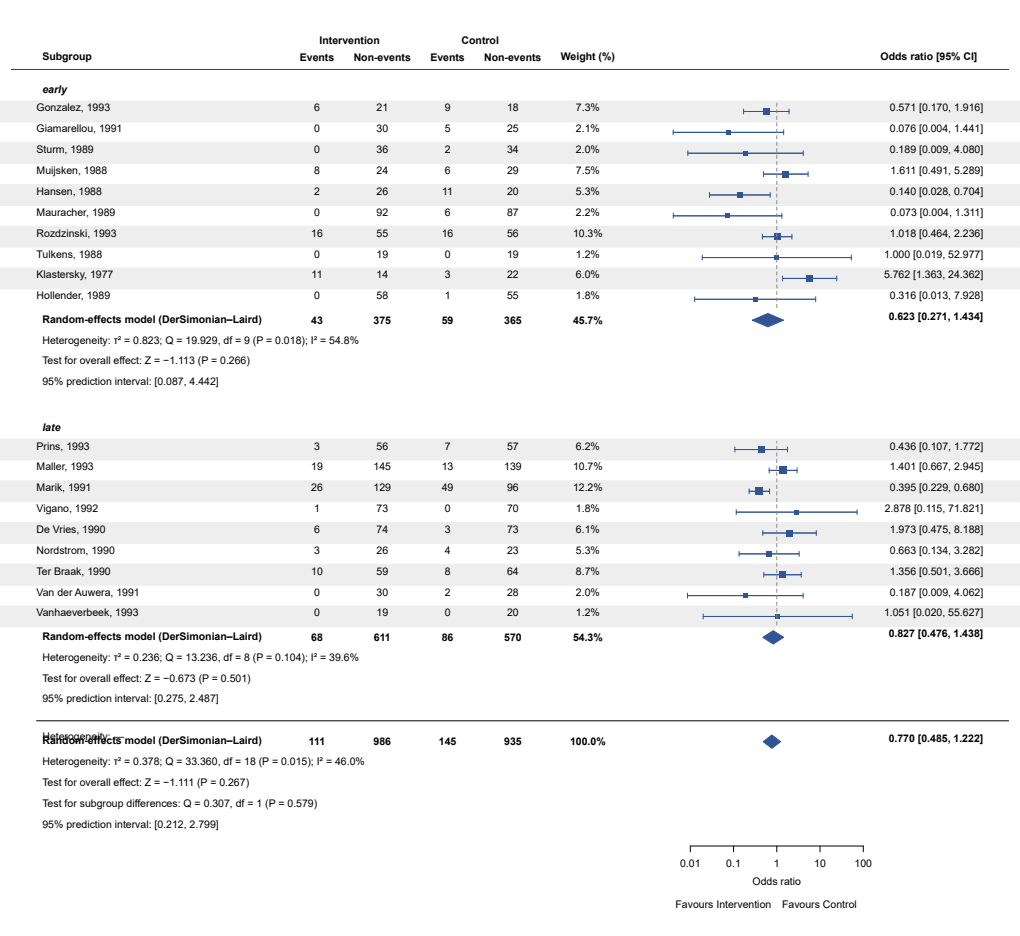 Intervention Control
Subgroup Events Non-events Events Non-events Weight (%) Odds ratio [95% CI]
early
Gonzalez, 1993 6 21 9 18 7.3% 0.571 [0.170, 1.916]
Giamarellou, 1991 0 30 5 25 2.1% 0.076 [0.004, 1.441]
Sturm, 1989 0 36 2 34 2.0% 0.189 [0.009, 4.080]
Muijsken, 1988 8 24 6 29 7.5% 1.611 [0.491, 5.289]
Hansen, 1988 2 26 11 20 5.3% 0.140 [0.028, 0.704]
Mauracher, 1989 0 92 6 87 2.2% 0.073 [0.004, 1.311]
Rozdzinski, 1993 16 55 16 56 10.3% 1.018 [0.464, 2.236]
Tulkens, 1988 0 19 0 19 1.2% 1.000 [0.019, 52.977]
Klastersky, 1977 11 14 3 22 6.0% 5.762 [1.363, 24.362]
Hollender, 1989 0 58 1 55 1.8% 0.316 [0.013, 7.928]
Random-effects model (DerSimonian–Laird) 43 375 59 365 45.7% 0.623 [0.271, 1.434]
Heterogeneity: τ² = 0.823; Q = 19.929, df = 9 (P = 0.018); I² = 54.8%
Test for overall effect: Z = −1.113 (P = 0.266)
95% prediction interval: [0.087, 4.442]
late
Prins, 1993 3 56 7 57 6.2% 0.436 [0.107, 1.772]
Maller, 1993 19 145 13 139 10.7% 1.401 [0.667, 2.945]
Marik, 1991 26 129 49 96 12.2% 0.395 [0.229, 0.680]
Vigano, 1992 1 73 0 70 1.8% 2.878 [0.115, 71.821]
De Vries, 1990 6 74 3 73 6.1% 1.973 [0.475, 8.188]
Nordstrom, 1990 3 26 4 23 5.3% 0.663 [0.134, 3.282]
Ter Braak, 1990 10 59 8 64 8.7% 1.356 [0.501, 3.666]
Van der Auwera, 1991 0 30 2 28 2.0% 0.187 [0.009, 4.062]
Vanhaeverbeek, 1993 0 19 0 20 1.2% 1.051 [0.020, 55.627]
Random-effects model (DerSimonian–Laird) 68 611 86 570 54.3% 0.827 [0.476, 1.438]
Heterogeneity: τ² = 0.236; Q = 13.236, df = 8 (P = 0.104); I² = 39.6%
Test for overall effect: Z = −0.673 (P = 0.501)
95% prediction interval: [0.275, 2.487]
Heterogeneity:
Random-effects model (DerSimonian–Laird) 111 986 145 935 100.0% 0.770 [0.485, 1.222]
Heterogeneity: τ² = 0.378; Q = 33.360, df = 18 (P = 0.015); I² = 46.0%
Test for overall effect: Z = −1.111 (P = 0.267)
Test for subgroup differences: Q = 0.307, df = 1 (P = 0.579)
95% prediction interval: [0.212, 2.799]
0.01 0.1 1 10 100
Odds ratio
Favours Intervention Favours Control